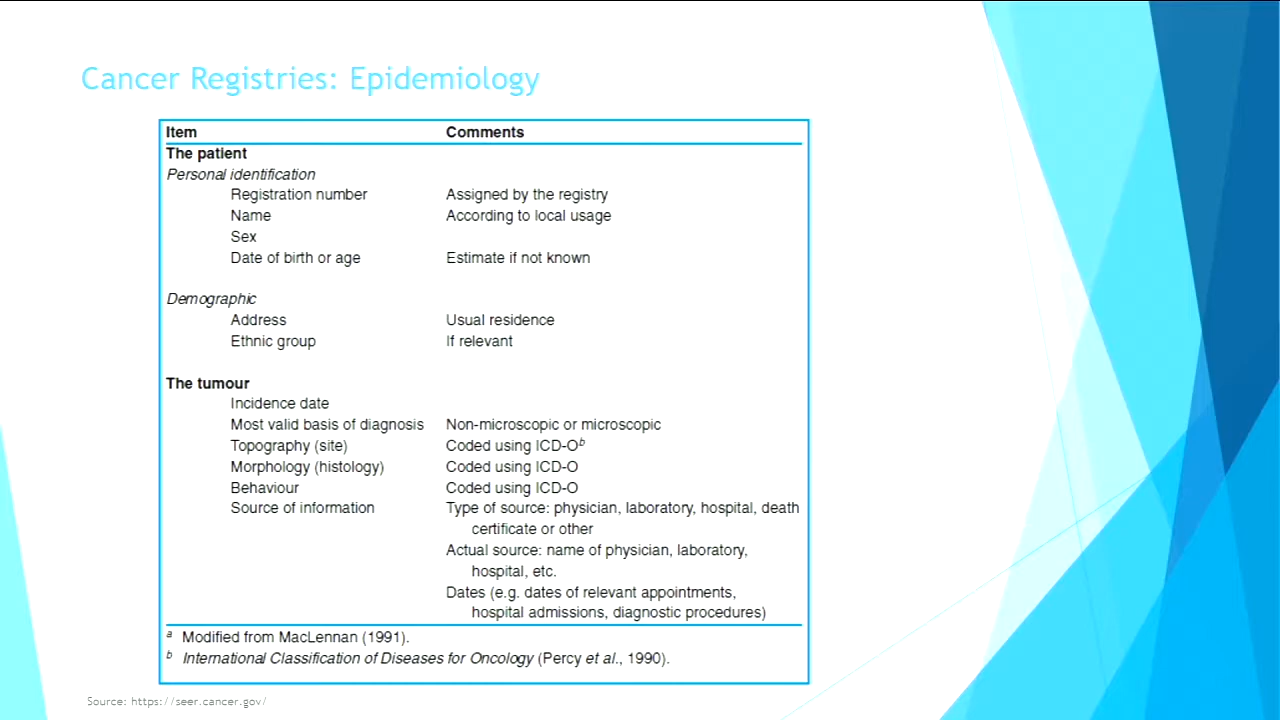 Cancer Registries: Epidemiology
Item Comments
The patient
Personal identification
Registration number Assigned by the registry
Name According to local usage
Sex
Date of birth or age Estimate if not known
Demographic
Address Usual residence
Ethnic group If relevant
The tumour
Incidence date
Most valid basis of diagnosis Non-microscopic or microscopic
Topography (site) Coded using ICD-Oᵇ
Morphology (histology) Coded using ICD-O
Behaviour Coded using ICD-O
Source of information Type of source: physician, laboratory, hospital, death
certificate or other
Actual source: name of physician, laboratory,
hospital, etc.
Dates (e.g. dates of relevant appointments,
hospital admissions, diagnostic procedures)
ᵃ Modified from MacLennan (1991).
ᵇ International Classification of Diseases for Oncology (Percy et al., 1990).
Source: https://seer.cancer.gov/